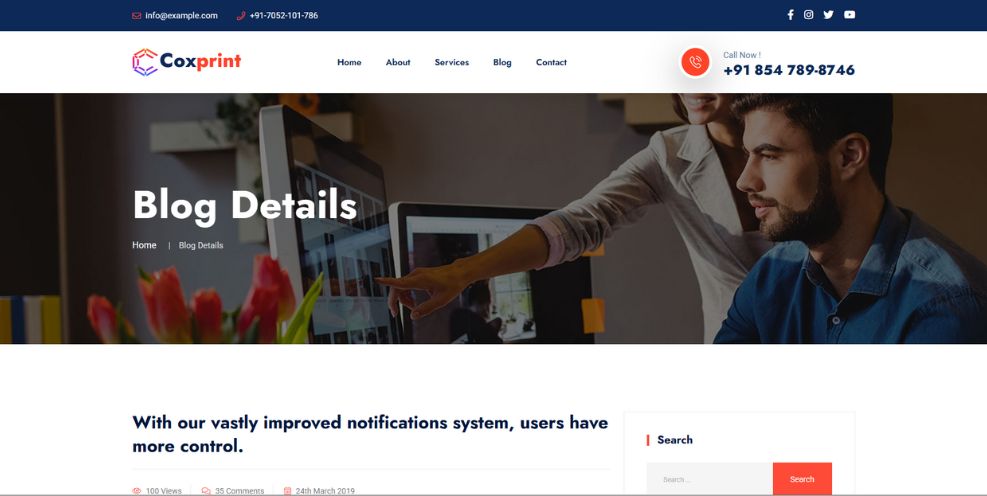 info@example.com +91-7052-101-786
Coxprint
Home About Services Blog Contact
Call Now !
+91 854 789-8746
Blog Details
Home | Blog Details
With our vastly improved notifications system, users have
more control.
100 Views 35 Comments 24th March 2019
Search
Search ... Search